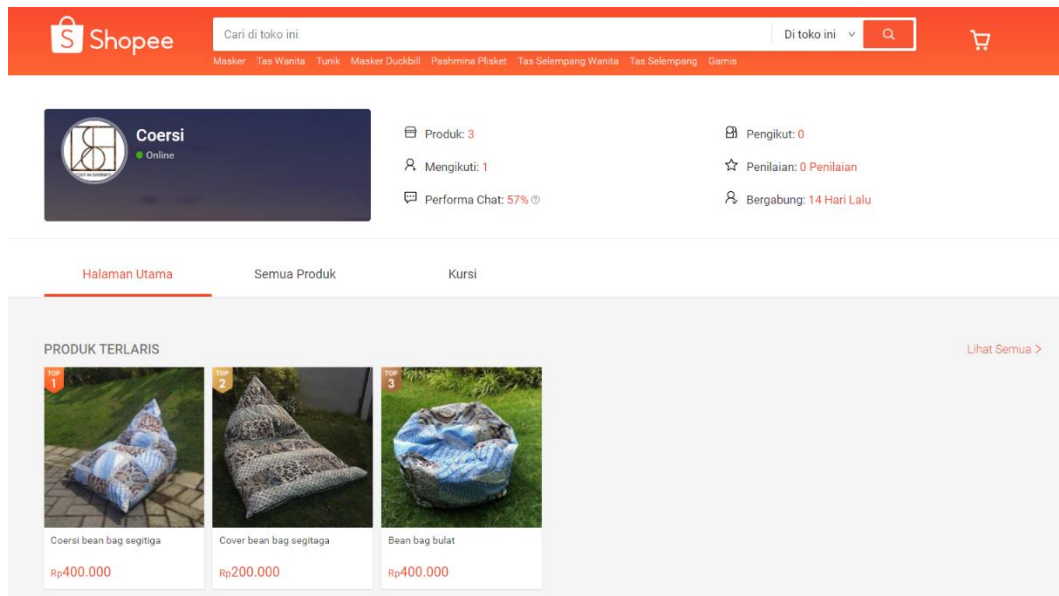 Shopee
Cari di toko ini
Di toko ini
Masker Tas Wanita Tunik Masker Duckbill Pashmina Plisket Tas Selempang Wanita Tas Selempang Gamis
Coersi
Online
Produk: 3
Pengikut: 0
Mengikuti: 1
Penilaian: 0 Penilaian
Performa Chat: 57%
Bergabung: 14 Hari Lalu
Halaman Utama
Semua Produk
Kursi
PRODUK TERLARIS
Lihat Semua >
TOP 1
TOP 2
TOP 3
Coersi bean bag segitiga
Cover bean bag segitaga
Bean bag bulat
Rp400.000
Rp200.000
Rp400.000